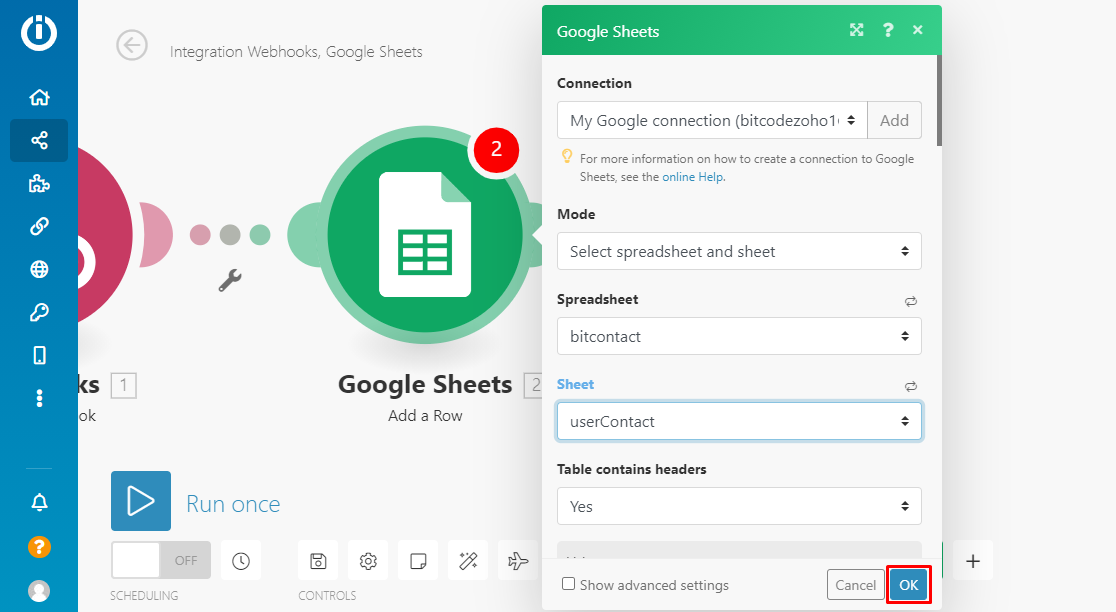 Integration Webhooks, Google Sheets
ks
1
ok
2
Google Sheets
2
Add a Row
Run once
OFF
SCHEDULING
CONTROLS
Google Sheets
?
Connection
My Google connection (bitcodezoho1
Add
For more information on how to create a connection to Google
Sheets, see the online Help.
Mode
Select spreadsheet and sheet
Spreadsheet
bitcontact
Sheet
userContact
Table contains headers
Yes
Show advanced settings
Cancel
OK
?